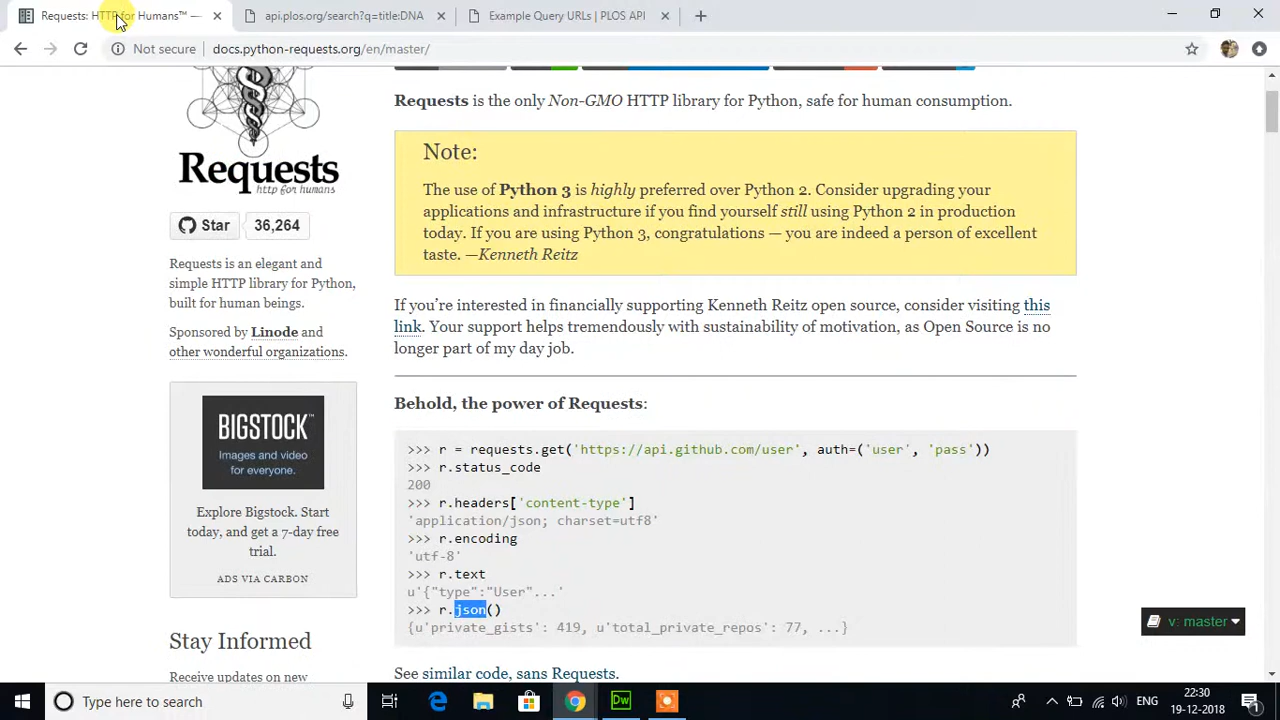 Requests: HTTP for Humans™ —
api.plos.org/search?q=title:DNA
Example Query URLs | PLOS API
Not secure
docs.python-requests.org/en/master/
Requests
http for humans
Star 36,264
Requests is an elegant and
simple HTTP library for Python,
built for human beings.
Sponsored by Linode and
other wonderful organizations.
BIGSTOCK™
Images and video
for everyone.
Explore Bigstock. Start
today, and get a 7-day free
trial.
ADS VIA CARBON
Stay Informed
Receive updates on new
Requests is the only Non-GMO HTTP library for Python, safe for human consumption.
Note:
The use of Python 3 is highly preferred over Python 2. Consider upgrading your
applications and infrastructure if you find yourself still using Python 2 in production
today. If you are using Python 3, congratulations — you are indeed a person of excellent
taste. —Kenneth Reitz
If you’re interested in financially supporting Kenneth Reitz open source, consider visiting this
link. Your support helps tremendously with sustainability of motivation, as Open Source is no
longer part of my day job.
Behold, the power of Requests:
>>> r = requests.get('https://api.github.com/user', auth=('user', 'pass'))
>>> r.status_code
200
>>> r.headers['content-type']
'application/json; charset=utf8'
>>> r.encoding
'utf-8'
>>> r.text
u'{"type":"User"...'
>>> r.json()
{u'private_gists': 419, u'total_private_repos': 77, ...}
See similar code, sans Requests.
v: master
Type here to search
Dw
ENG
22:30
19-12-2018
1